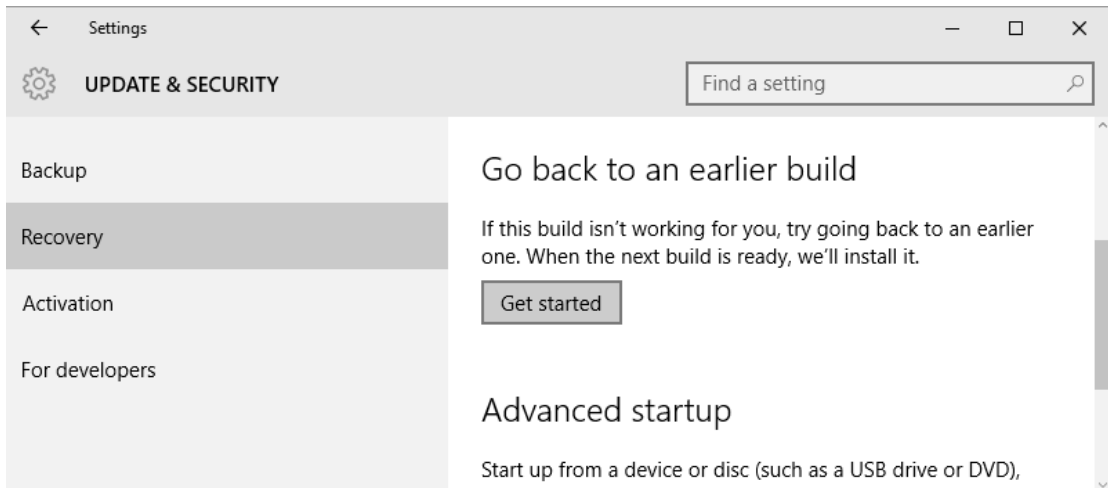 Settings
UPDATE & SECURITY
Find a setting
Backup
Recovery
Activation
For developers
Go back to an earlier build
If this build isn’t working for you, try going back to an earlier
one. When the next build is ready, we’ll install it.
Get started
Advanced startup
Start up from a device or disc (such as a USB drive or DVD),